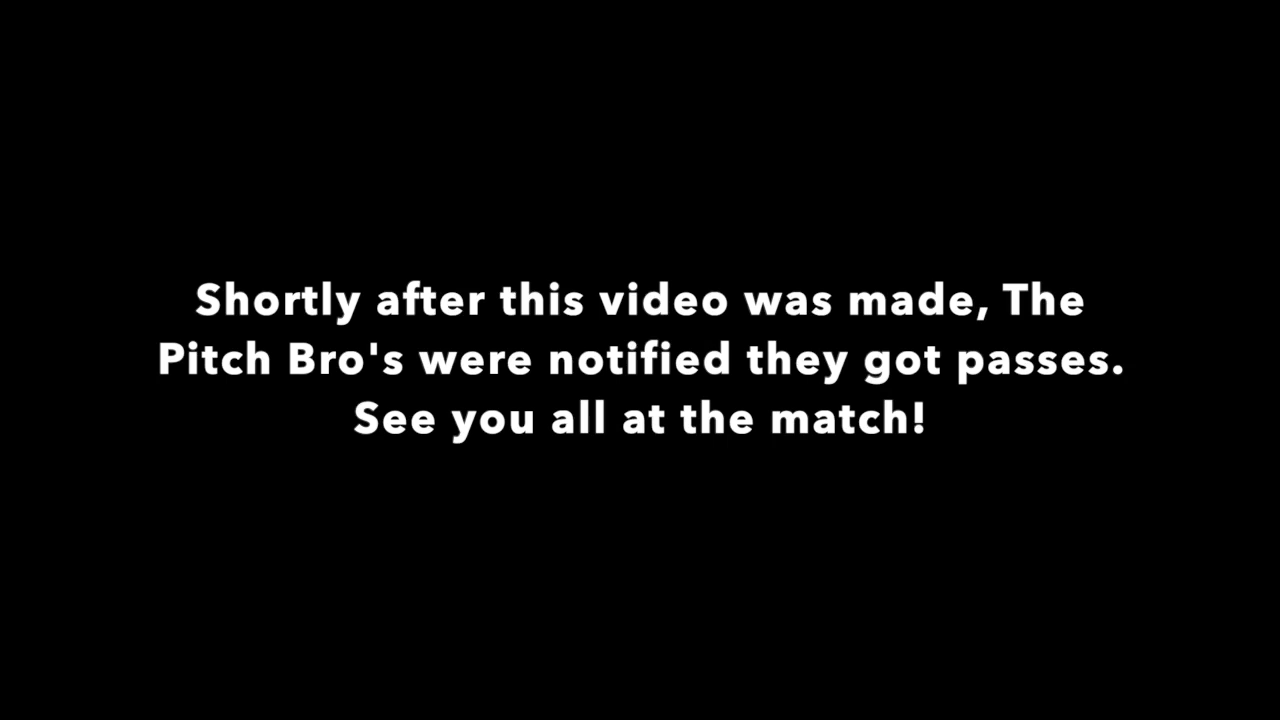 Shortly after this video was made, The
Pitch Bro's were notified they got passes.
See you all at the match!